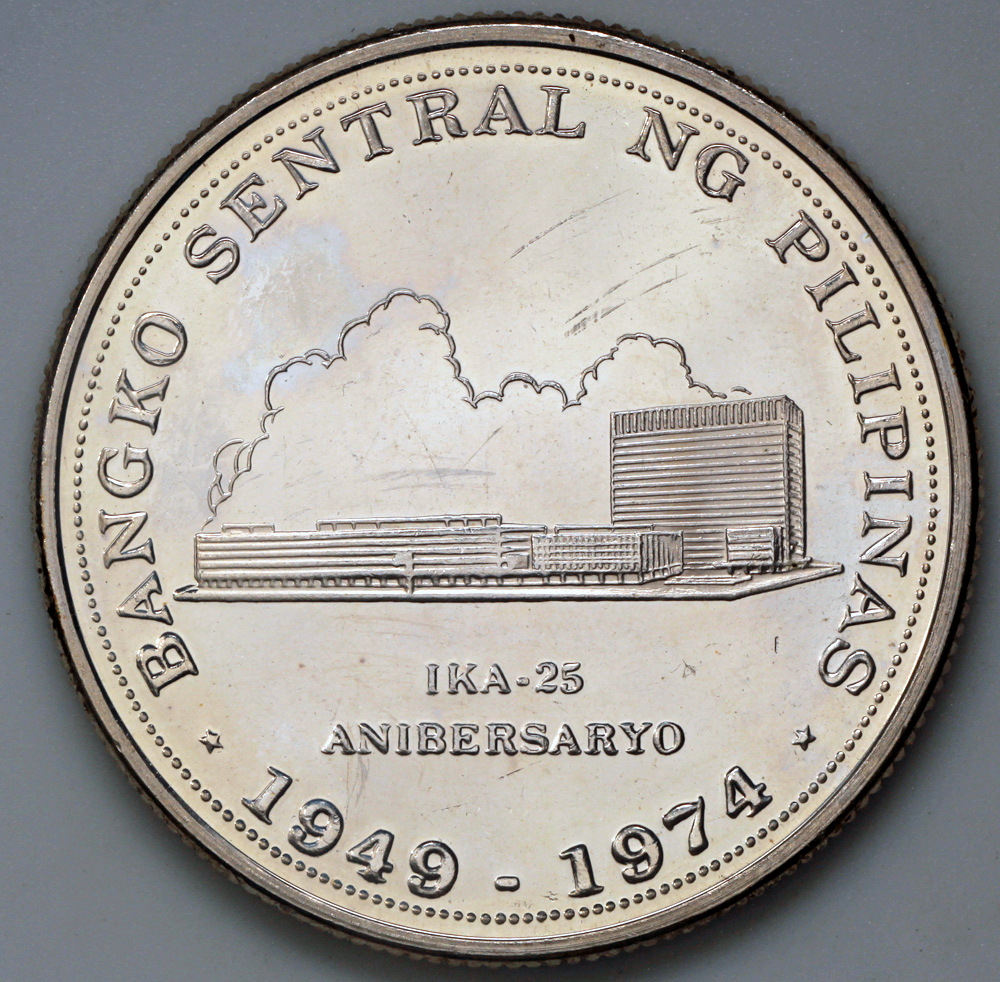 BANGKO SENTRAL NG PILIPINAS
IKA-25
ANIBERSARYO
1949 - 1974